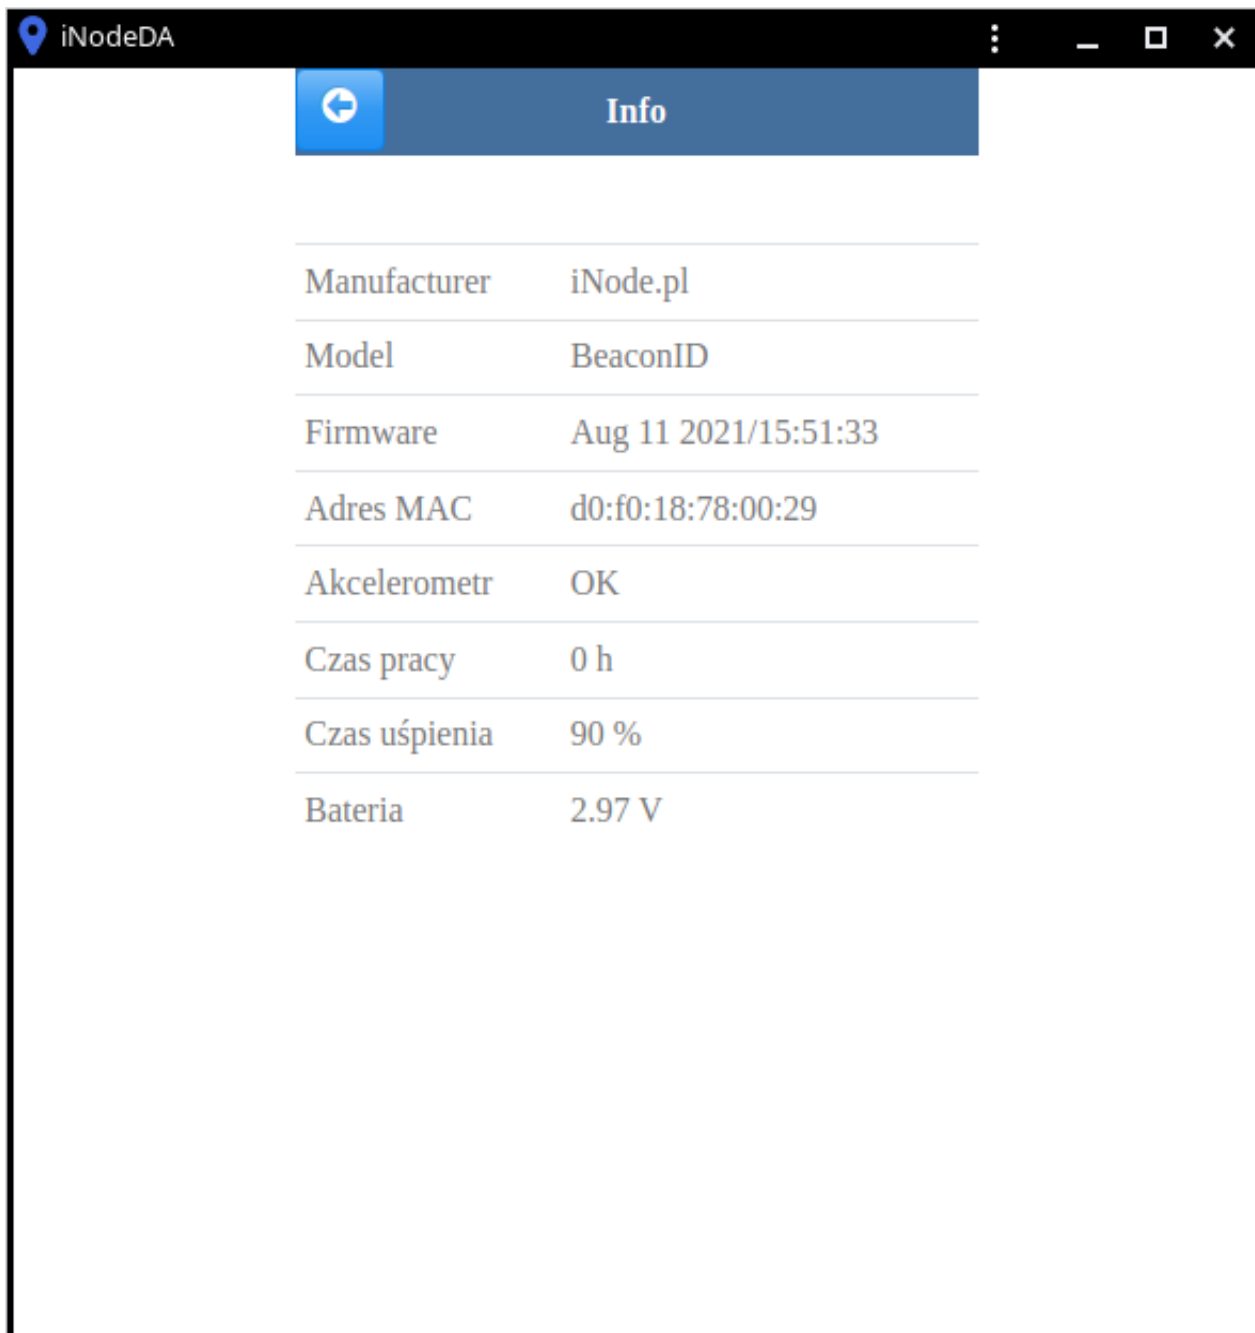 iNodeDA
Info
Manufacturer iNode.pl
Model BeaconID
Firmware Aug 11 2021/15:51:33
Adres MAC d0:f0:18:78:00:29
Akcelerometr OK
Czas pracy 0 h
Czas uśpienia 90 %
Bateria 2.97 V